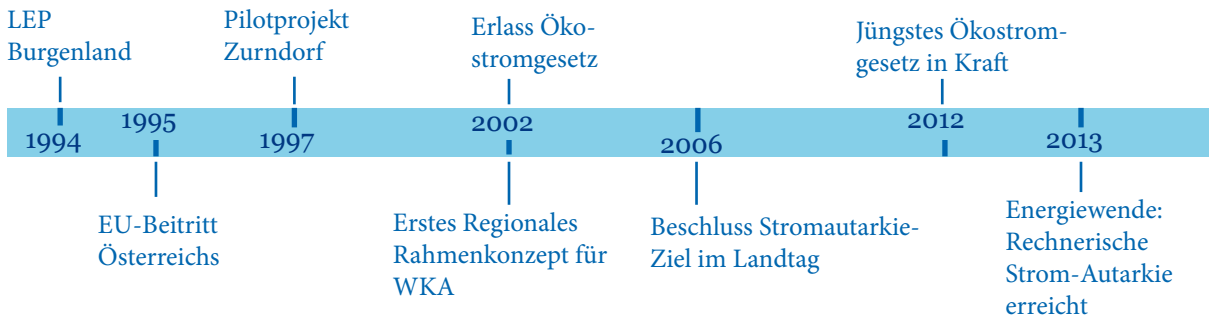 LEP
Burgenland
Pilotprojekt
Zurndorf
Erlass Öko-
stromgesetz
Jüngstes Ökostrom-
gesetz in Kraft
1994
1995
1997
2002
2006
2012
2013
EU-Beitritt
Österreichs
Erstes Regionales
Rahmenkonzept für
WKA
Beschluss Stromautarkie-
Ziel im Landtag
Energiewende:
Rechnerische
Strom-Autarkie
erreicht